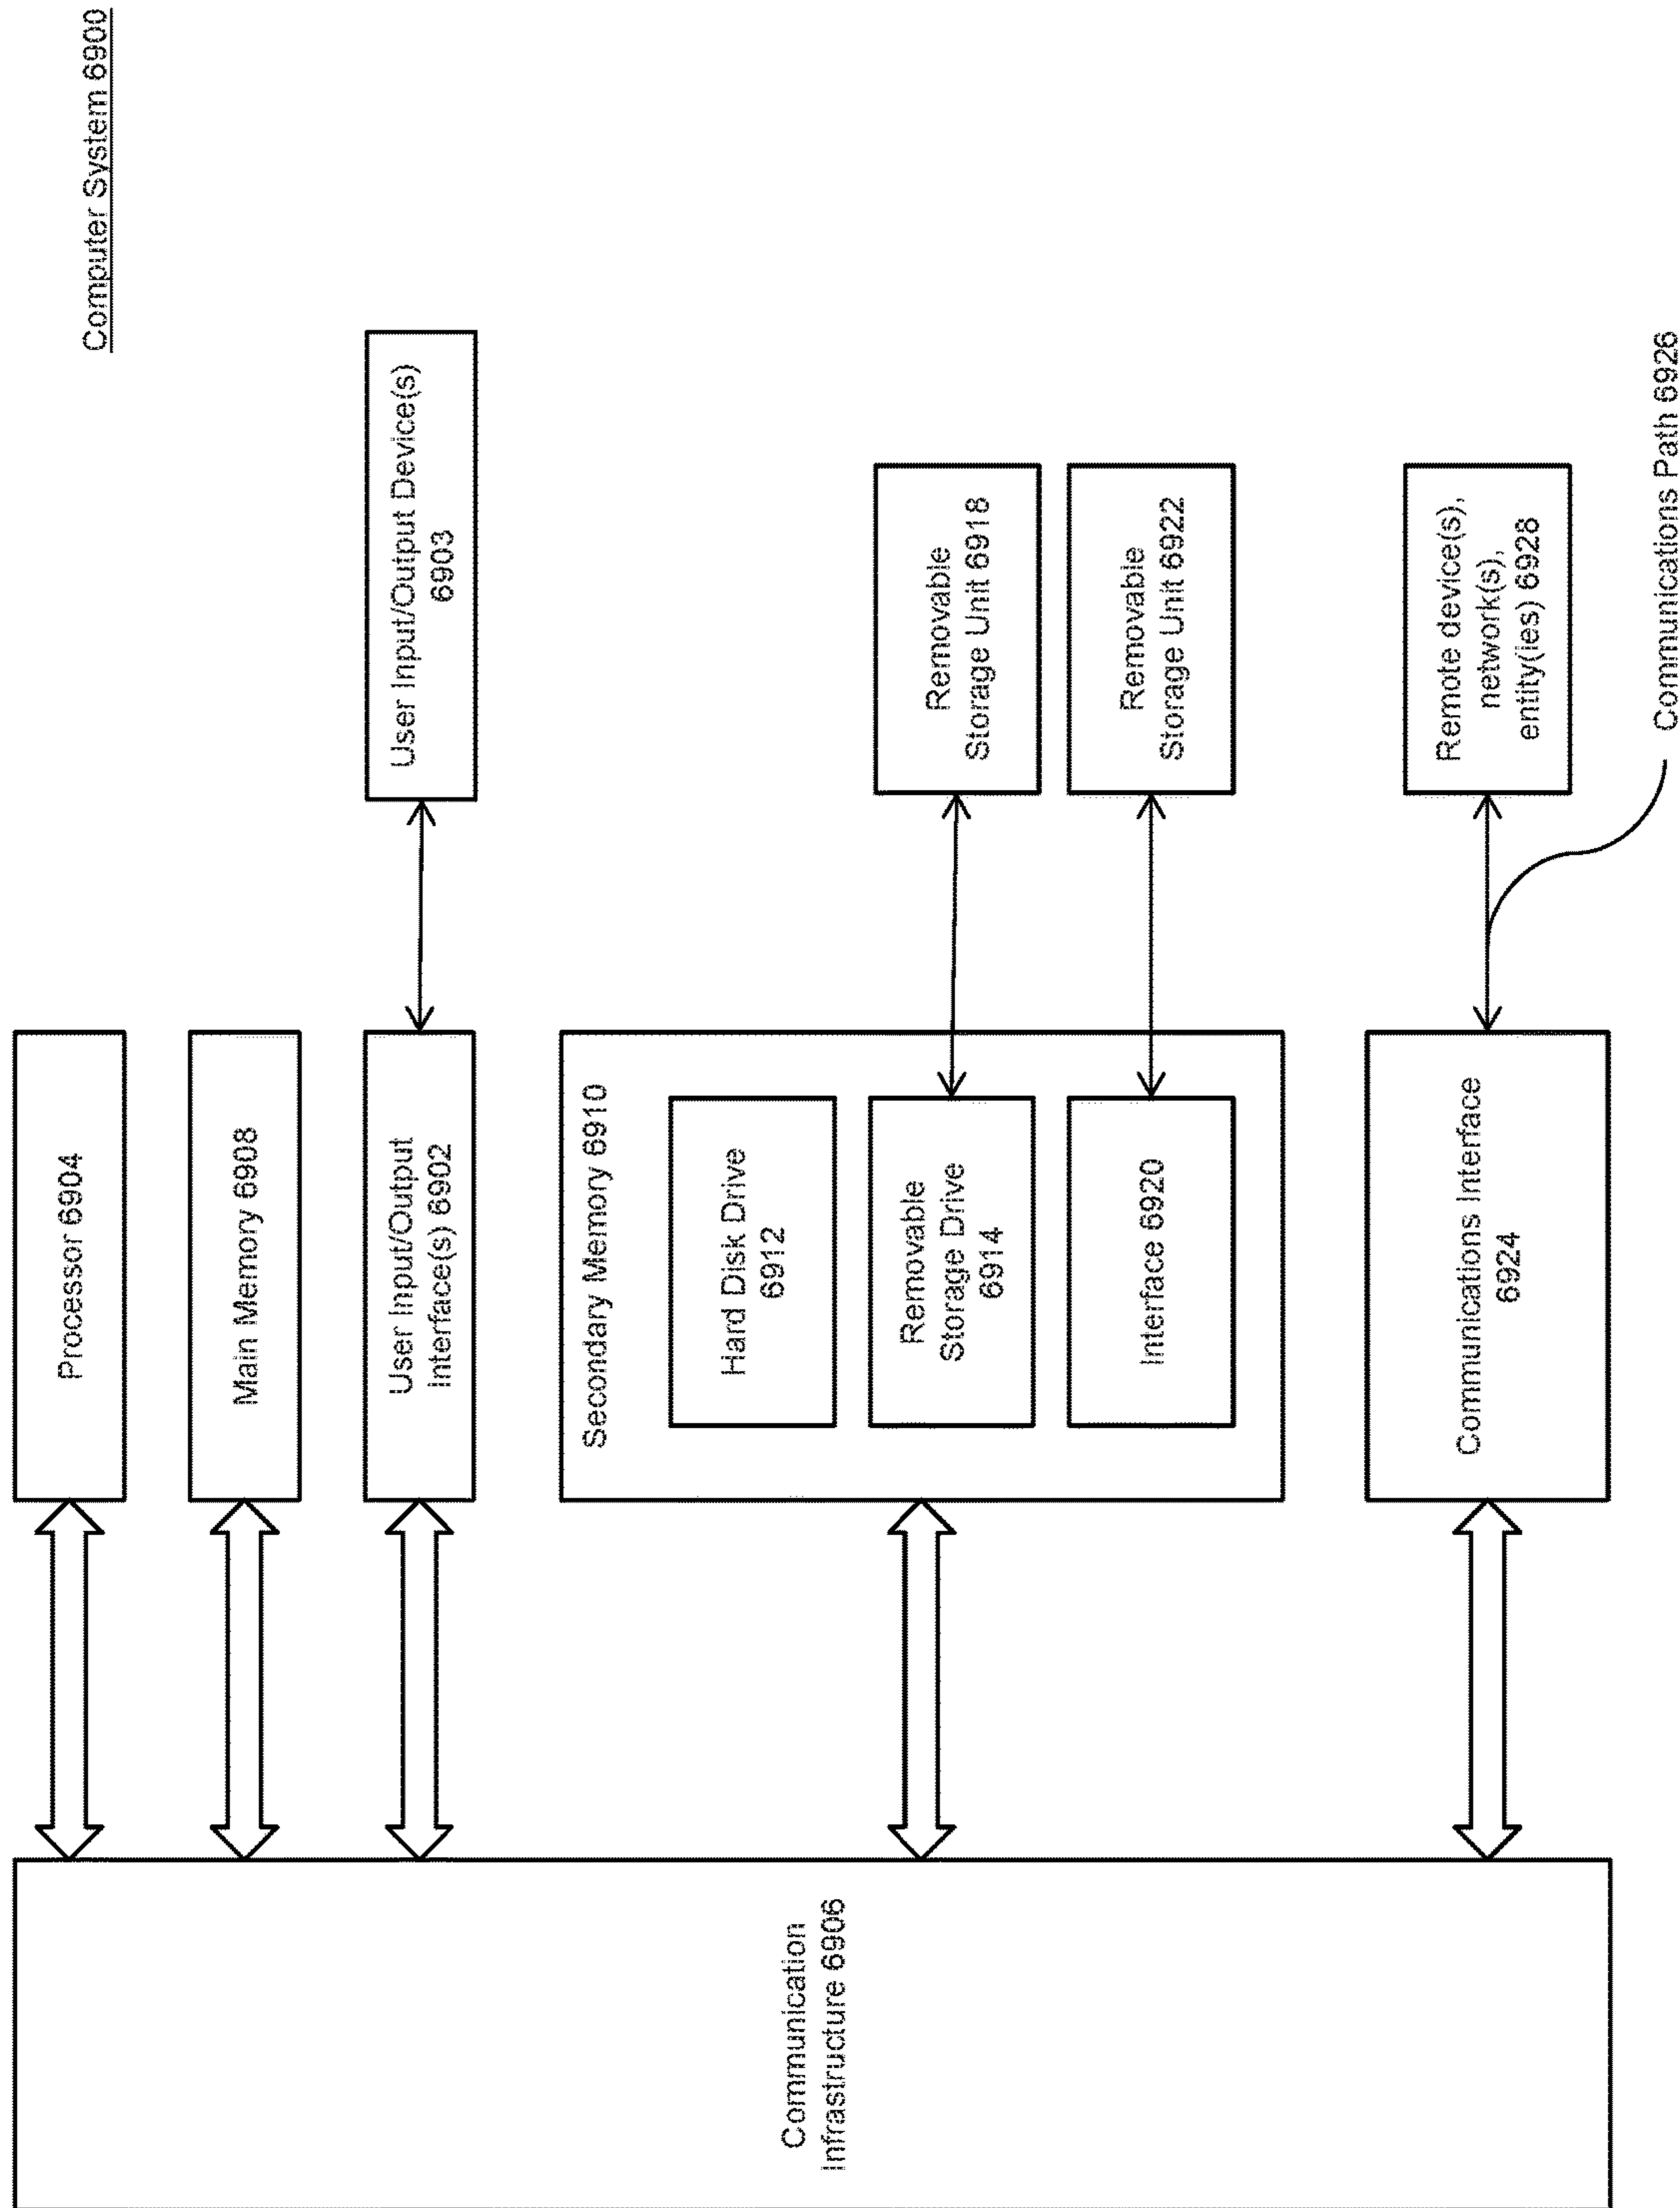 Computer System 6900
Processor 6904
Main Memory 6908
User Input/Output
Interface(s) 6902
User Input/Output Device(s)
6903
Secondary Memory 6910
Hard Disk Drive
6912
Removable
Storage Drive
6914
Removable
Storage Unit 6918
Interface 6920
Removable
Storage Unit 6922
Communication
Infrastructure 6906
Communications Interface
6924
Remote device(s),
network(s),
entity(ies) 6928
Communications Path 6926